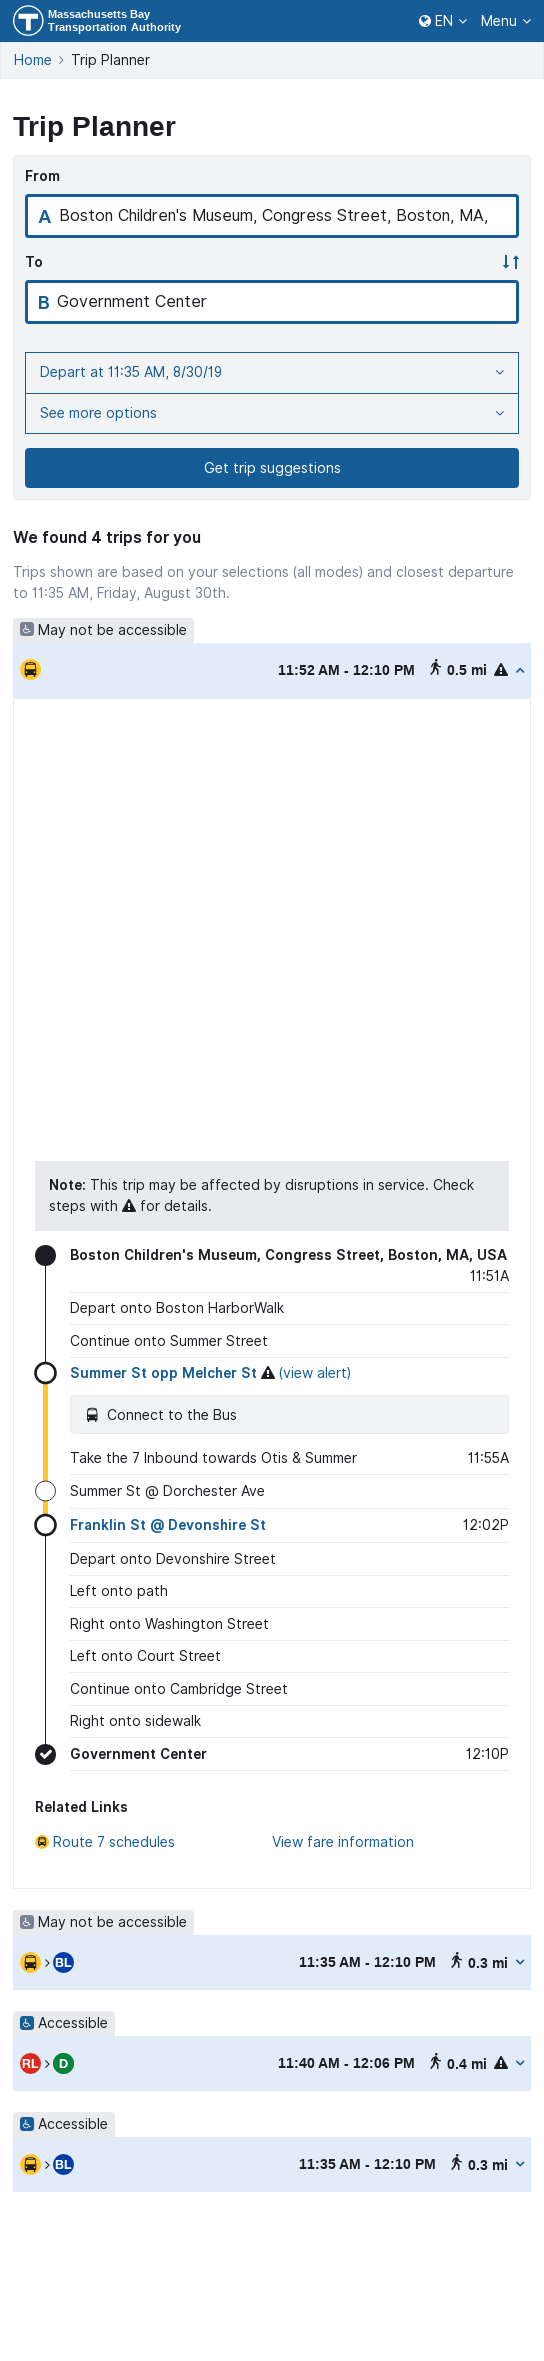 Massachusetts Bay
Transportation Authority
EN
Menu
Home > Trip Planner
Trip Planner
From
A Boston Children's Museum, Congress Street, Boston, MA,
To
B Government Center
Depart at 11:35 AM, 8/30/19
See more options
Get trip suggestions
We found 4 trips for you
Trips shown are based on your selections (all modes) and closest departure
to 11:35 AM, Friday, August 30th.
May not be accessible
11:52 AM - 12:10 PM 0.5 mi
Note: This trip may be affected by disruptions in service. Check
steps with for details.
Boston Children's Museum, Congress Street, Boston, MA, USA
11:51A
Depart onto Boston HarborWalk
Continue onto Summer Street
Summer St opp Melcher St (view alert)
Connect to the Bus
Take the 7 Inbound towards Otis & Summer 11:55A
Summer St @ Dorchester Ave
Franklin St @ Devonshire St 12:02P
Depart onto Devonshire Street
Left onto path
Right onto Washington Street
Left onto Court Street
Continue onto Cambridge Street
Right onto sidewalk
Government Center 12:10P
Related Links
Route 7 schedules View fare information
May not be accessible
> BL 11:35 AM - 12:10 PM 0.3 mi
Accessible
RL > D 11:40 AM - 12:06 PM 0.4 mi
Accessible
> BL 11:35 AM - 12:10 PM 0.3 mi